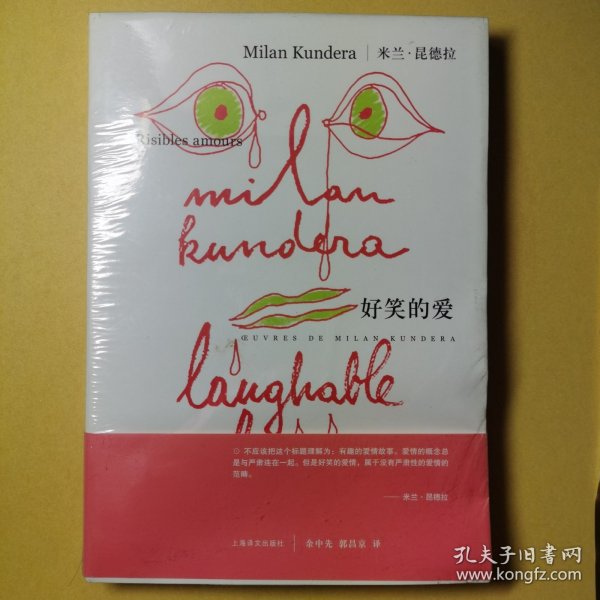 Milan Kundera | 米兰·昆德拉
Risibles amours
milan
kundera
好笑的爱
ŒUVRES DE MILAN KUNDERA
laughable
⊙ 不应该把这个标题理解为:有趣的爱情故事。爱情的概念总
是与严肃连在一起。但是好笑的爱情,属于没有严肃性的爱情的
范畴。
——米兰·昆德拉
上海译文出版社 | 余中先 郭昌京 译
孔夫子旧书网
www.kongfz.com